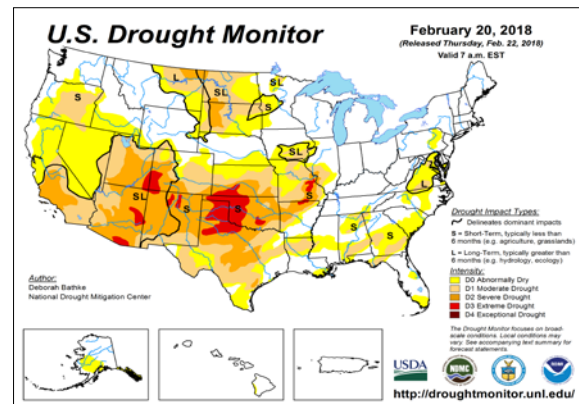 U.S. Drought Monitor
February 20, 2018
(Released Thursday, Feb. 22, 2018)
Valid 7 a.m. EST
L
SL
SL
S
S
S
SL
SL
S
S
S
S
S
L
Drought Impact Types:
Delineates dominant impacts
S = Short-Term, typically less than
6 months (e.g. agriculture, grasslands)
L = Long-Term, typically greater than
6 months (e.g. hydrology, ecology)
Intensity:
D0 Abnormally Dry
D1 Moderate Drought
D2 Severe Drought
D3 Extreme Drought
D4 Exceptional Drought
Author:
Deborah Bathke
National Drought Mitigation Center
The Drought Monitor focuses on broad-
scale conditions. Local conditions may
vary. See accompanying text summary for
forecast statements.
USDA
NDMC
NOAA
http://droughtmonitor.unl.edu/